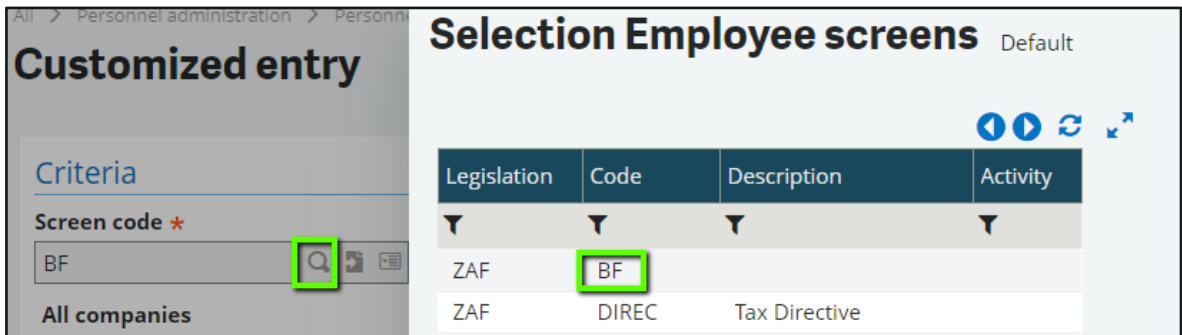 All > Personnel administration > Personne
Customized entry
Criteria
Screen code *
BF
All companies
Selection Employee screens Default
Legislation Code Description Activity
ZAF BF
ZAF DIREC Tax Directive